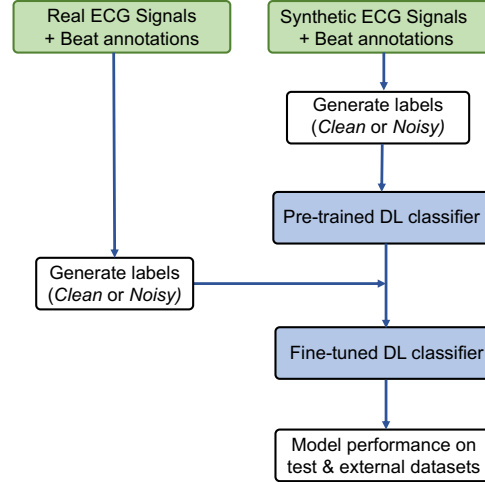 Real ECG Signals
+ Beat annotations
Synthetic ECG Signals
+ Beat annotations
Generate labels
(Clean or Noisy)
Pre-trained DL classifier
Generate labels
(Clean or Noisy)
Fine-tuned DL classifier
Model performance on
test & external datasets